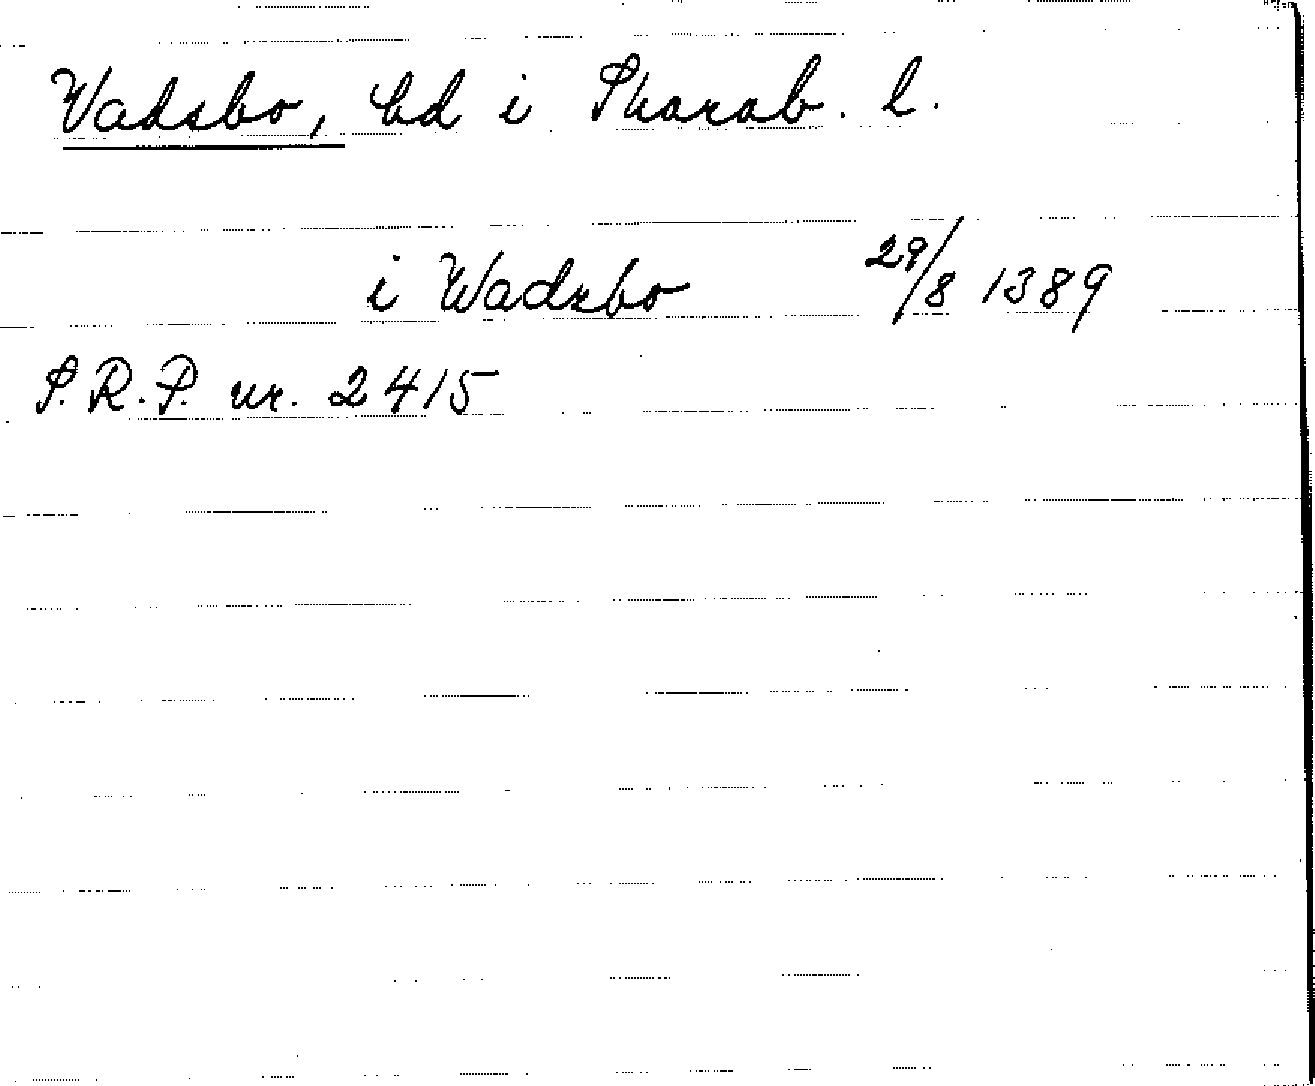 Vadsbo, hd i Skarab. l.
i Wadzbo 29/8 1389
S.R.P. nr. 2415